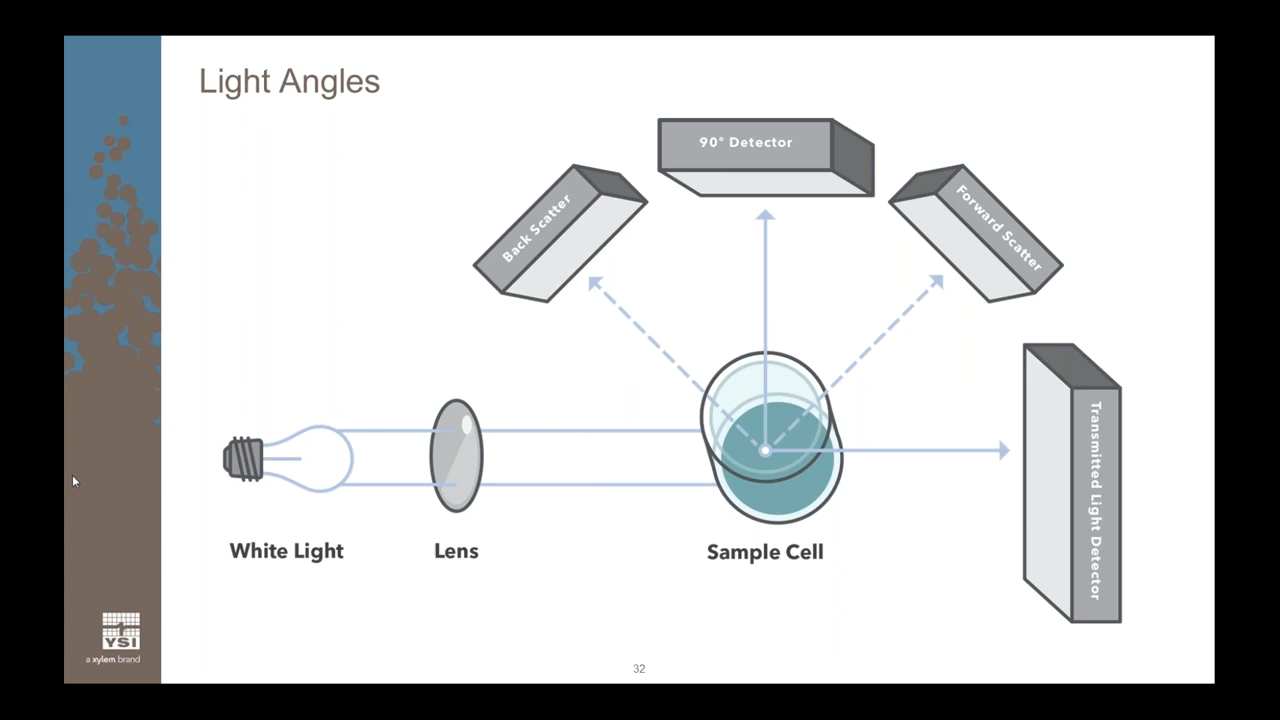 Light Angles
90° Detector
Back Scatter
Forward Scatter
Transmitted Light Detector
White Light
Lens
Sample Cell
YSI
a xylem brand
32